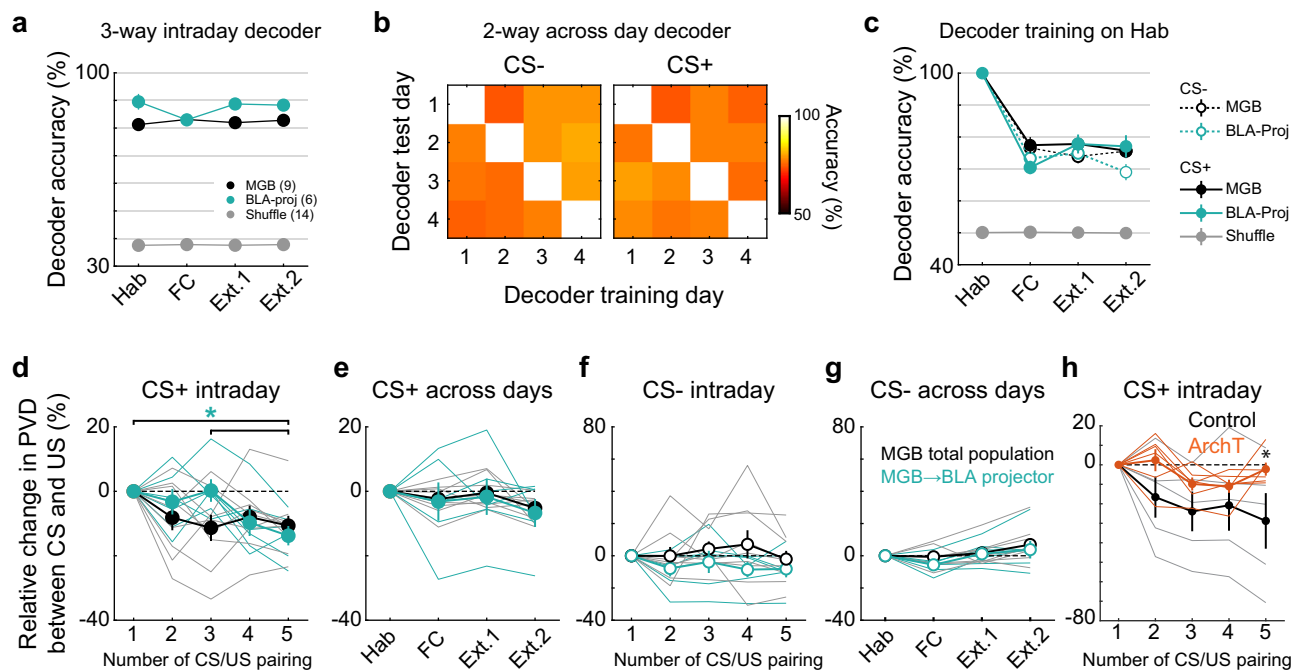 a
3-way intraday decoder
Decoder accuracy (%)
100
30
MGB (9)
BLA-proj (6)
Shuffle (14)
Hab
FC
Ext.1
Ext.2
b
2-way across day decoder
CS-
CS+
Decoder test day
1
2
3
4
1
2
3
4
1
2
3
4
Decoder training day
100
50
Accuracy (%)
c
Decoder training on Hab
Decoder accuracy (%)
100
40
Hab
FC
Ext.1
Ext.2
CS-
MGB
BLA-Proj
CS+
MGB
BLA-Proj
Shuffle
d
CS+ intraday
Relative change in PVD
between CS and US (%)
20
0
-40
*
1
2
3
4
5
Number of CS/US pairing
e
CS+ across days
20
0
-40
Hab
FC
Ext.1
Ext.2
f
CS- intraday
80
0
-40
1
2
3
4
5
Number of CS/US pairing
g
CS- across days
80
0
-40
MGB total population
MGB→BLA projector
Hab
FC
Ext.1
Ext.2
h
CS+ intraday
20
0
-80
Control
ArchT
*
1
2
3
4
5
Number of CS/US pairing